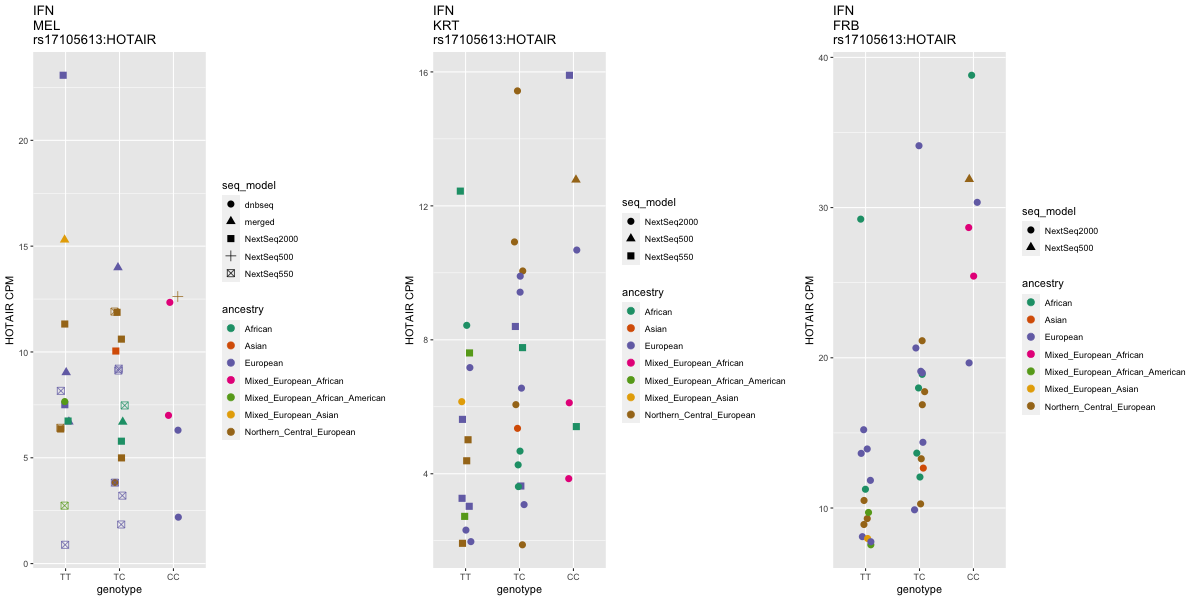 IFN
MEL
rs17105613:HOTAIR
HOTAIR CPM
20
15
10
5
0
TT TC CC
genotype
seq_model
dnbseq
merged
NextSeq2000
NextSeq500
NextSeq550
ancestry
African
Asian
European
Mixed_European_African
Mixed_European_African_American
Mixed_European_Asian
Northern_Central_European
IFN
KRT
rs17105613:HOTAIR
HOTAIR CPM
16
12
8
4
TT TC CC
genotype
seq_model
NextSeq2000
NextSeq500
NextSeq550
ancestry
African
Asian
European
Mixed_European_African
Mixed_European_African_American
Mixed_European_Asian
Northern_Central_European
IFN
FRB
rs17105613:HOTAIR
HOTAIR CPM
40
30
20
10
TT TC CC
genotype
seq_model
NextSeq2000
NextSeq500
ancestry
African
Asian
European
Mixed_European_African
Mixed_European_African_American
Mixed_European_Asian
Northern_Central_European